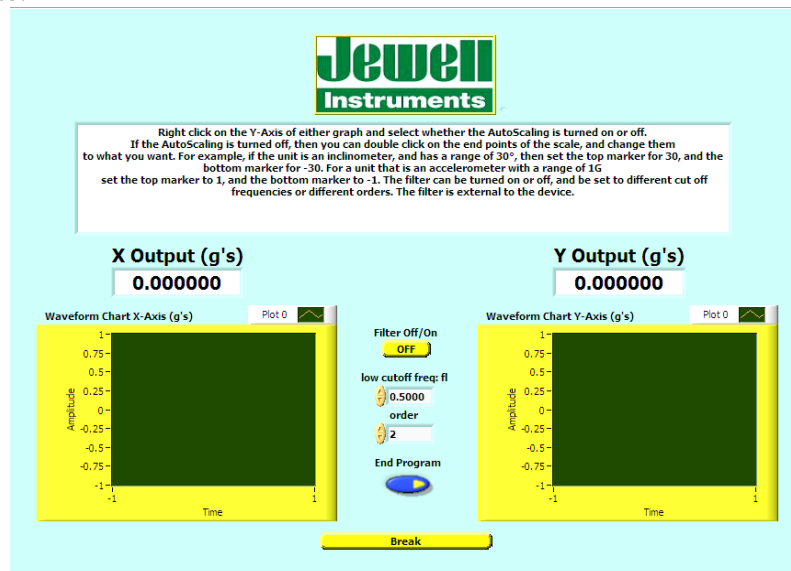 Jewell
Instruments
Right click on the Y-Axis of either graph and select whether the AutoScaling is turned on or off.
If the AutoScaling is turned off, then you can double click on the end points of the scale, and change them
to what you want. For example, if the unit is an inclinometer, and has a range of 30°, then set the top marker for 30, and the
bottom marker for -30. For a unit that is an accelerometer with a range of 1G
set the top marker to 1, and the bottom marker to -1. The filter can be turned on or off, and be set to different cut off
frequencies or different orders. The filter is external to the device.
X Output (g's)
0.000000
Y Output (g's)
0.000000
Waveform Chart X-Axis (g's)
Plot 0
1
0.75
0.5
0.25
0
-0.25
-0.5
-0.75
-1
Amplitude
-1
1
Time
Filter Off/On
OFF
low cutoff freq: fl
0.5000
order
2
End Program
Waveform Chart Y-Axis (g's)
Plot 0
1
0.75
0.5
0.25
0
-0.25
-0.5
-0.75
-1
Amplitude
-1
1
Time
Break